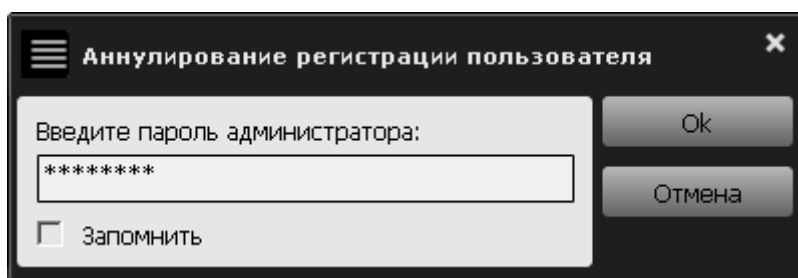 Аннулирование регистрации пользователя
Введите пароль администратора:
Ok
********
Отмена
Запомнить